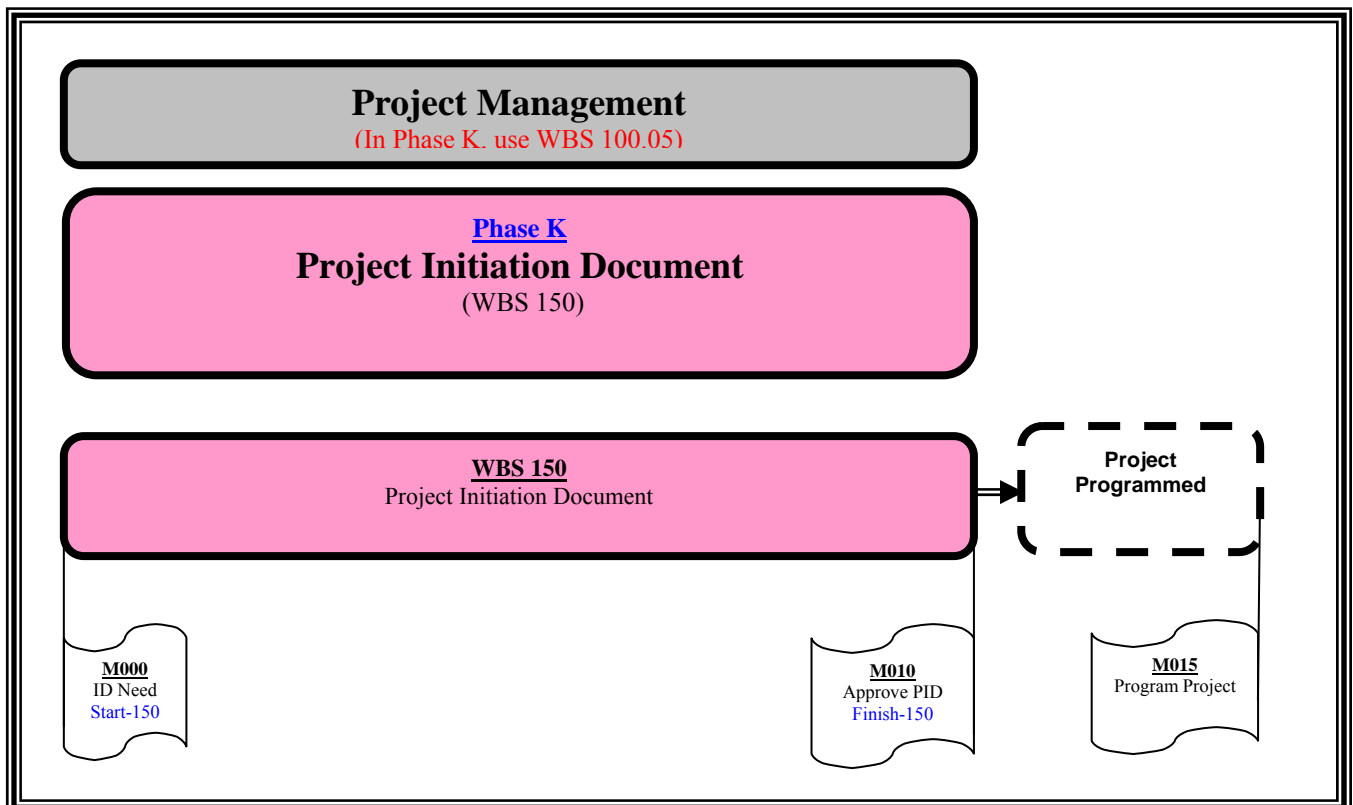 Project Management
(In Phase K, use WBS 100.05)
Phase K
Project Initiation Document
(WBS 150)
WBS 150
Project Initiation Document
Project
Programmed
M000
ID Need
Start-150
M010
Approve PID
Finish-150
M015
Program Project